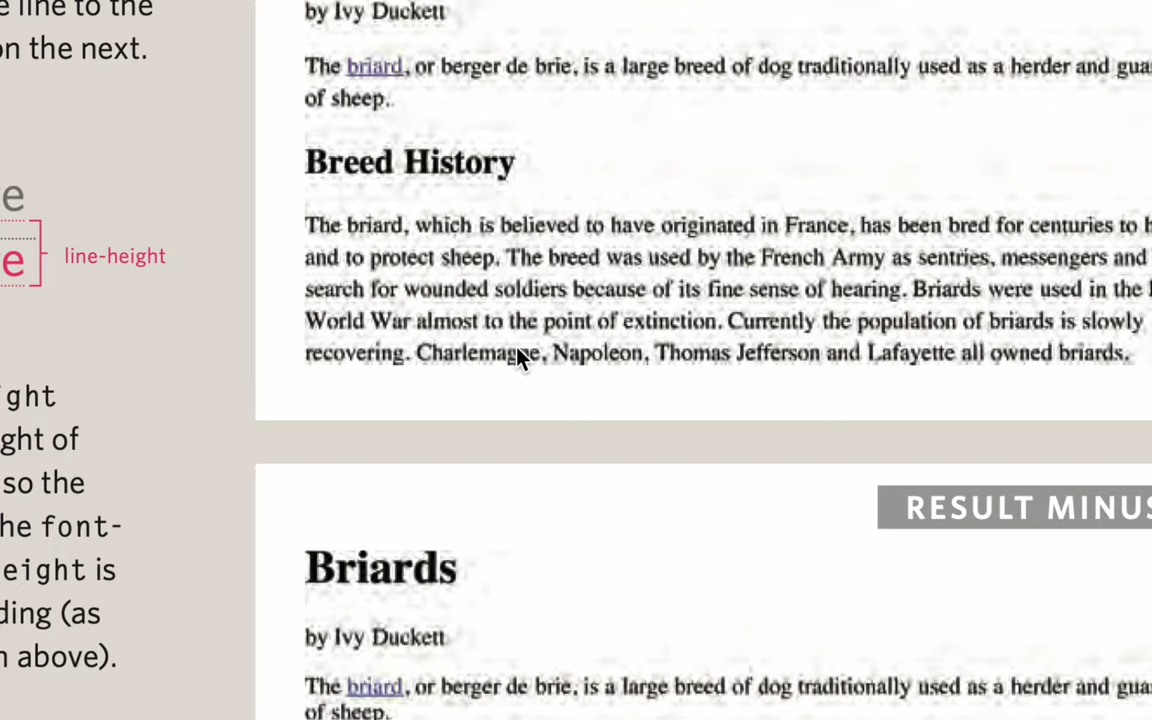 line to the
on the next.
e
e
line-height
ght
ght of
so the
he font-
eight is
ding (as
above).
by Ivy Duckett
The briard, or berger de brie, is a large breed of dog traditionally used as a herder and
of sheep.
Breed History
The briard, which is believed to have originated in France, has been bred for centuries to
and to protect sheep. The breed was used by the French Army as sentries, messengers and
search for wounded soldiers because of its fine sense of hearing. Briards were used in the
World War almost to the point of extinction. Currently the population of briards is slowly
recovering. Charlemagne, Napoleon, Thomas Jefferson and Lafayette all owned briards.
RESULT MINUS
Briards
by Ivy Duckett
The briard, or berger de brie, is a large breed of dog traditionally used as a herder and
of sheep.